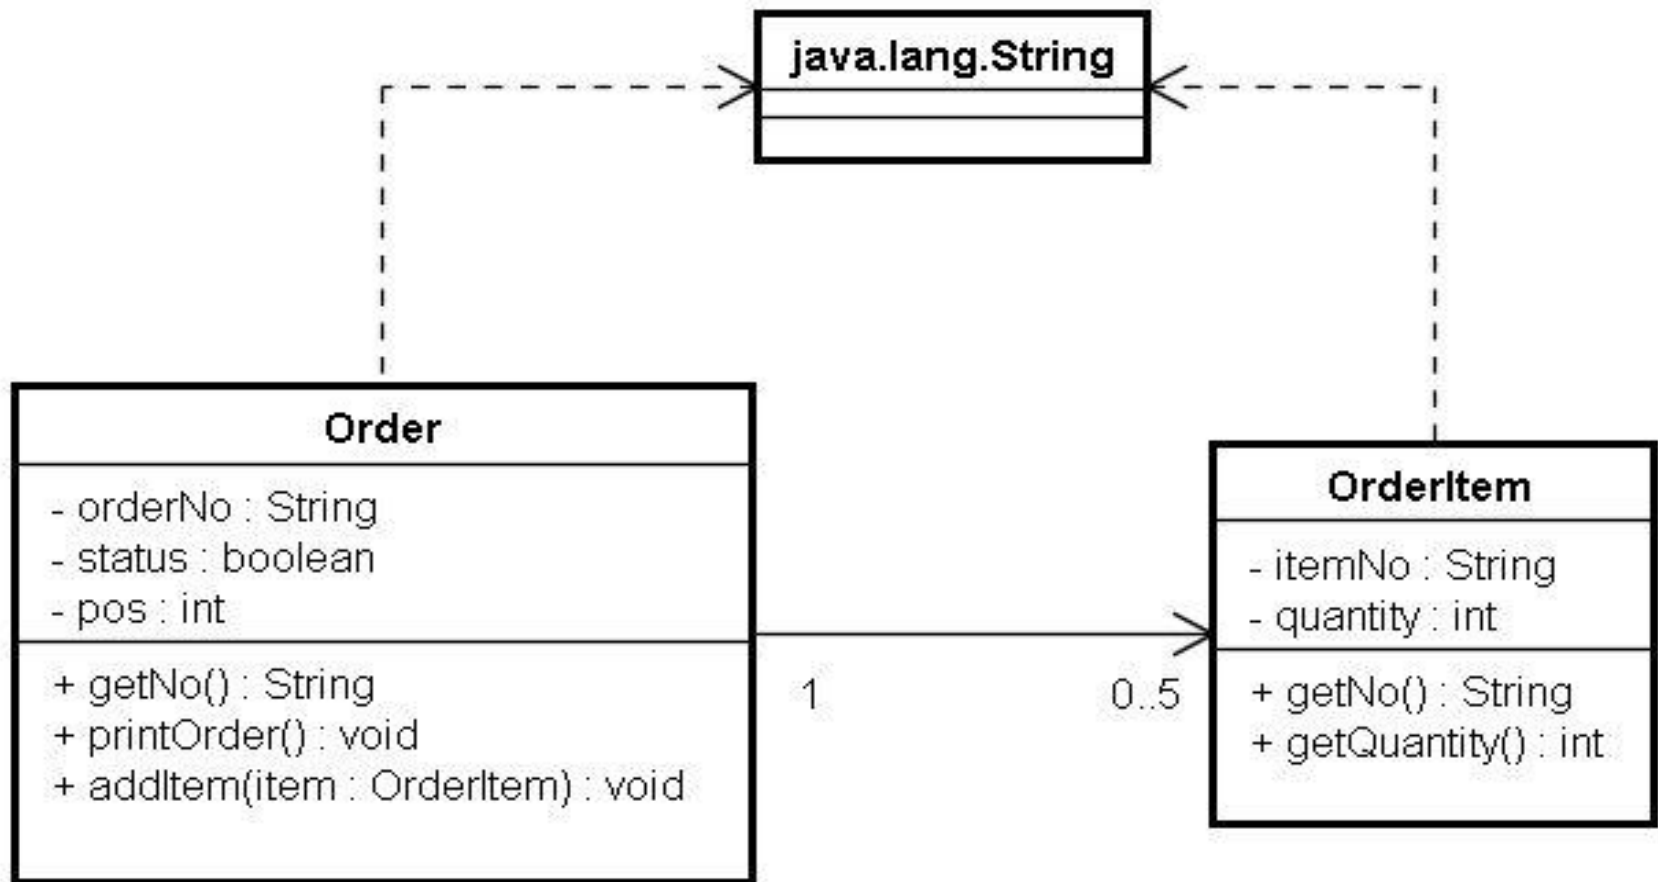 java.lang.String
Order
- orderNo : String
- status : boolean
- pos : int
+ getNo() : String
+ printOrder() : void
+ addItem(item : OrderItem) : void
1
0..5
OrderItem
- itemNo : String
- quantity : int
+ getNo() : String
+ getQuantity() : int